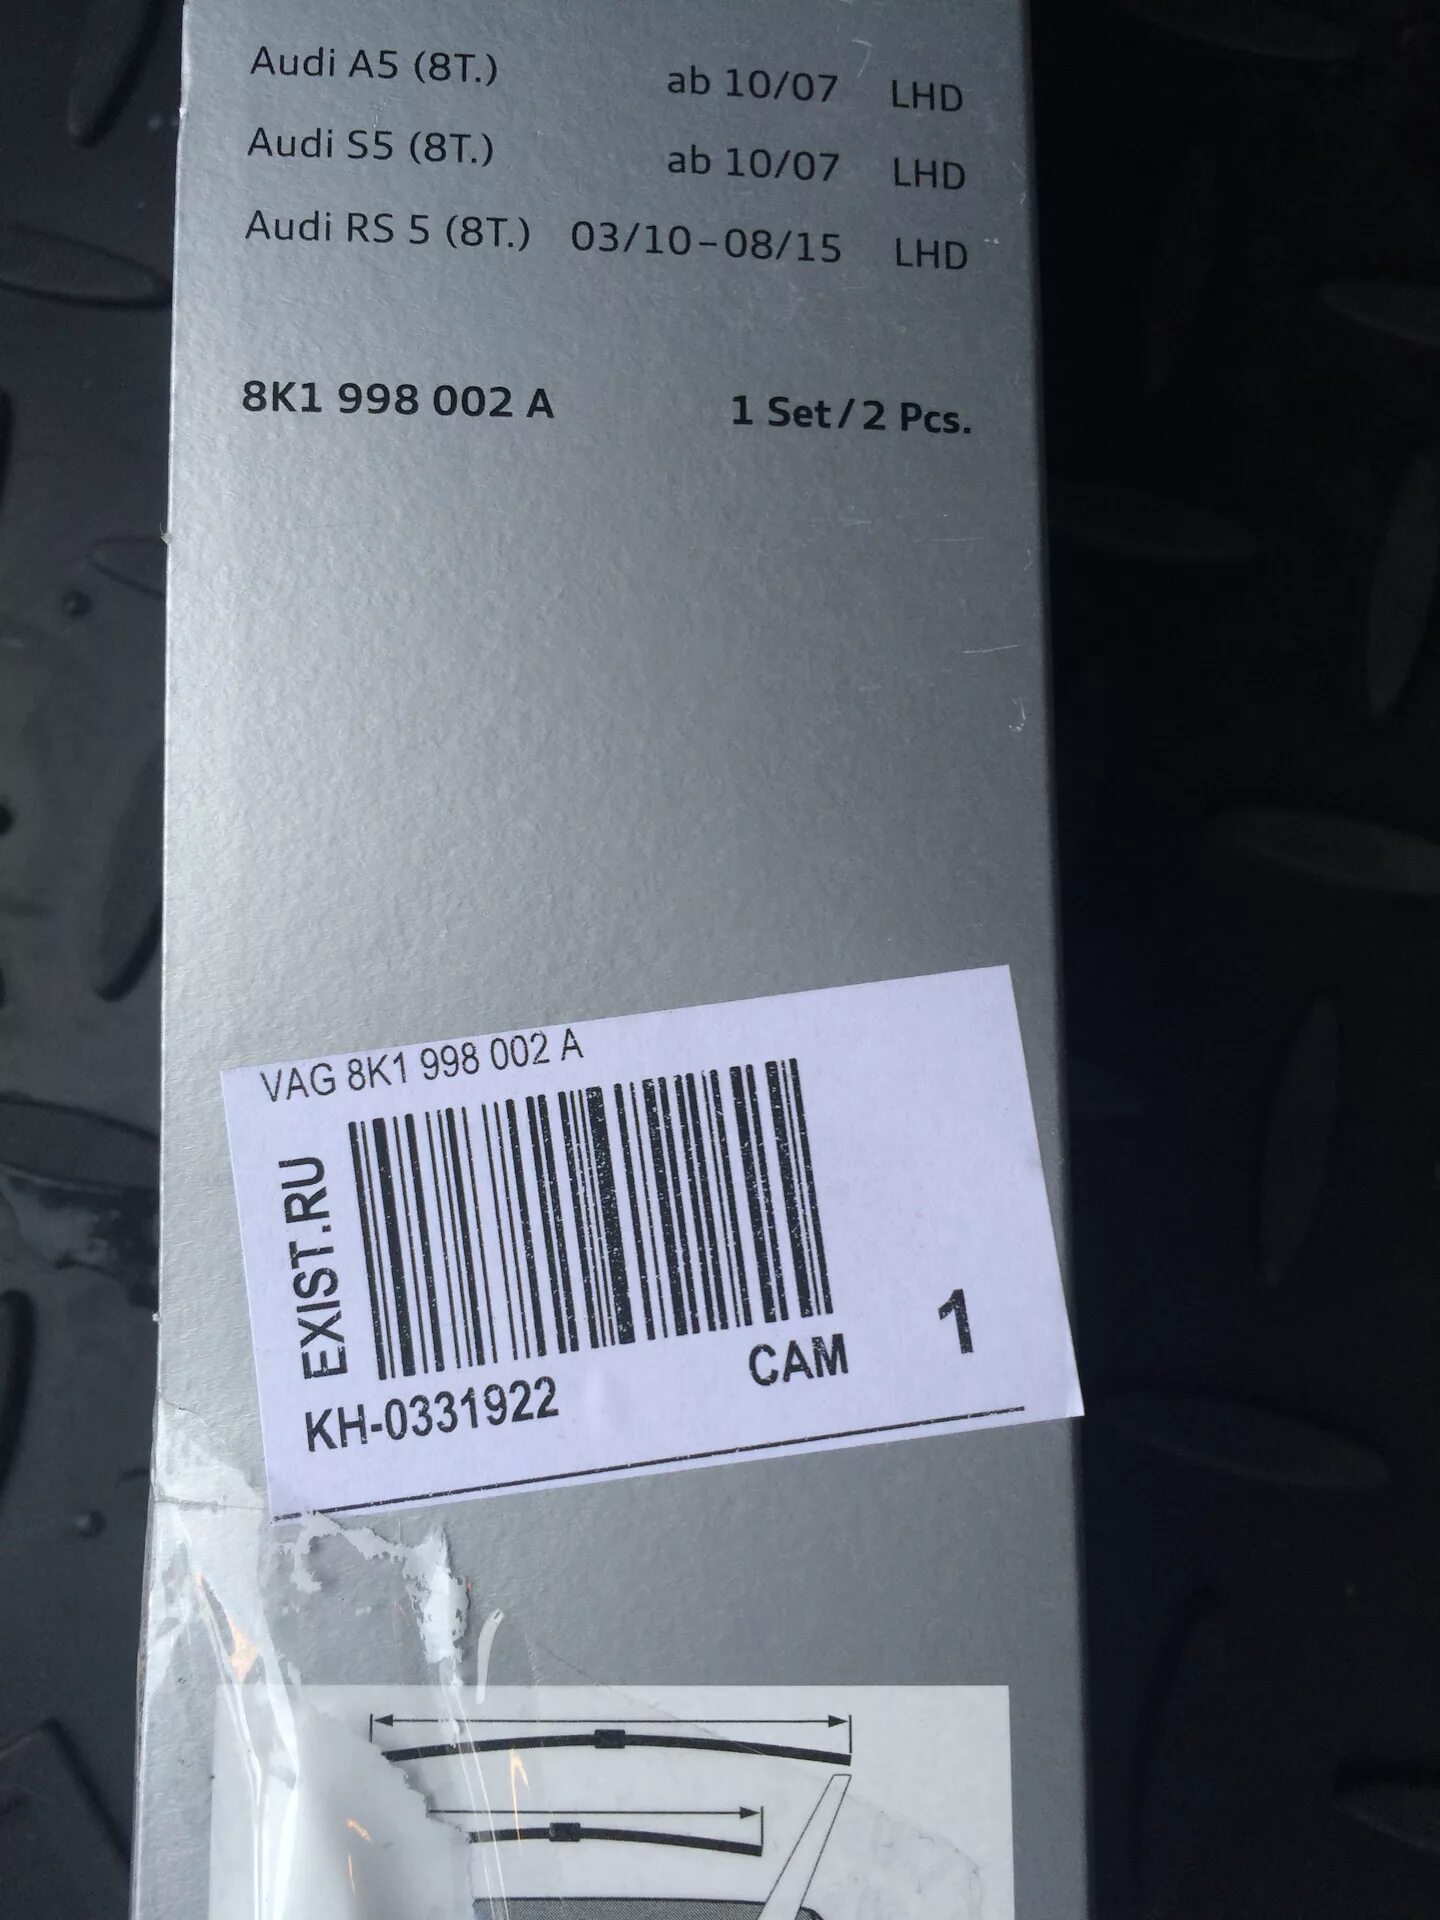 Audi A5 (8T.) ab 10/07 LHD
Audi S5 (8T.) ab 10/07 LHD
Audi RS 5 (8T.) 03/10-08/15 LHD
8K1 998 002 A 1 Set/2 Pcs.
VAG 8K1 998 002 A
EXIST.RU
KH-0331922 CAM 1